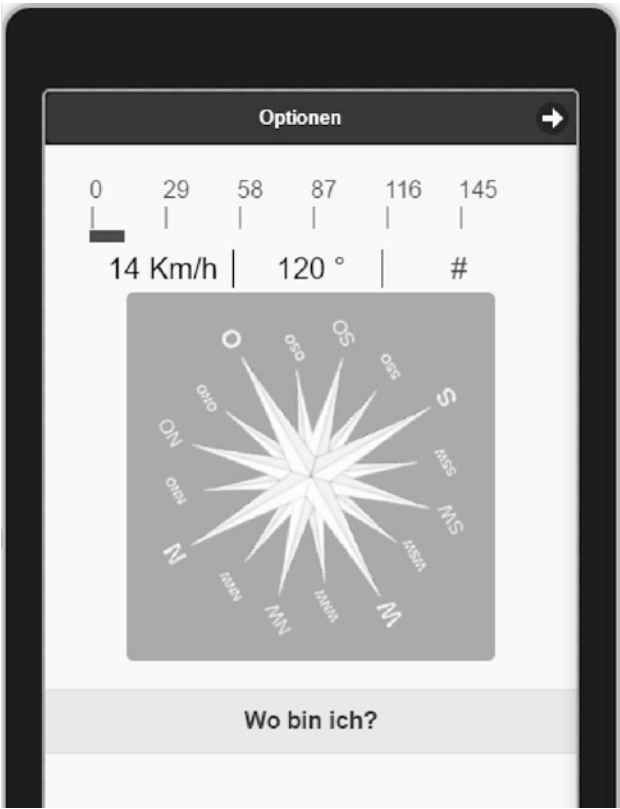 Optionen
0 29 58 87 116 145
14 Km/h 120 ° #
O OSO SO SSO
ONO S
NO SSW
NNO SW
N WSW
NNW NW WNW W
Wo bin ich?